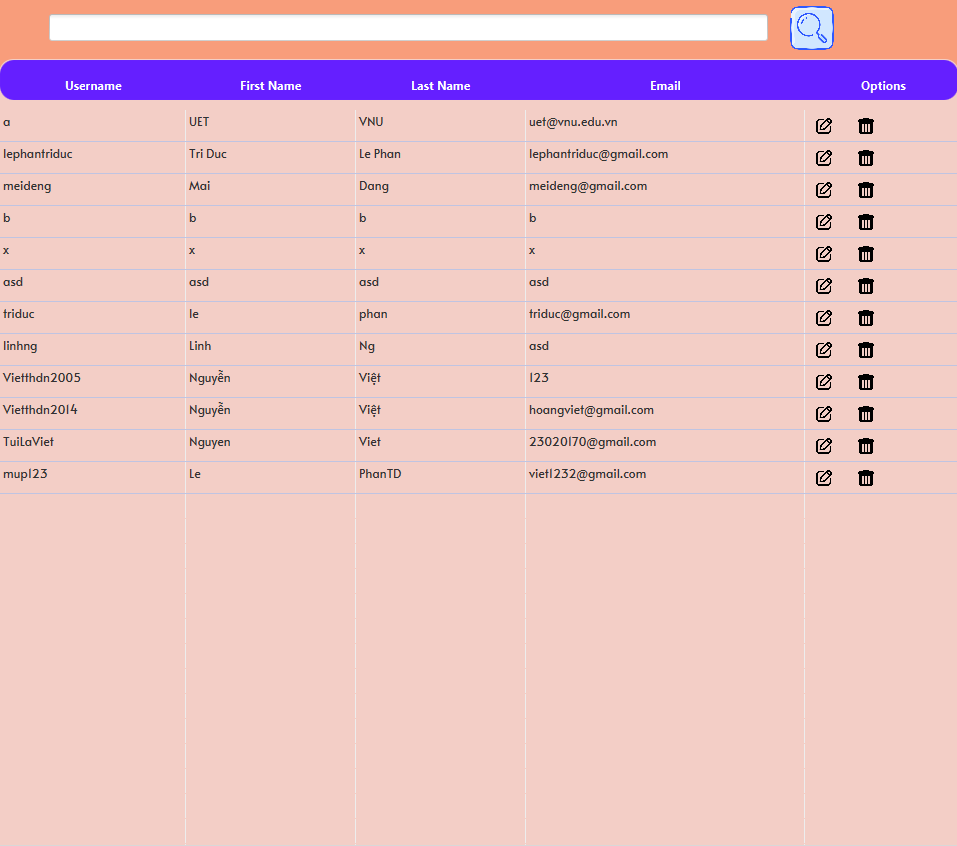 Username First Name Last Name Email Options
a UET VNU uet@vnu.edu.vn
lephantriduc Tri Duc Le Phan lephantriduc@gmail.com
meideng Mai Dang meideng@gmail.com
b b b b
x x x x
asd asd asd asd
triduc le phan triduc@gmail.com
linhng Linh Ng asd
Vietthdn2005 Nguyễn Việt 123
Vietthdn2014 Nguyễn Việt hoangviet@gmail.com
TuiLaViet Nguyen Viet 23020170@gmail.com
mup123 Le PhanTD viet1232@gmail.com